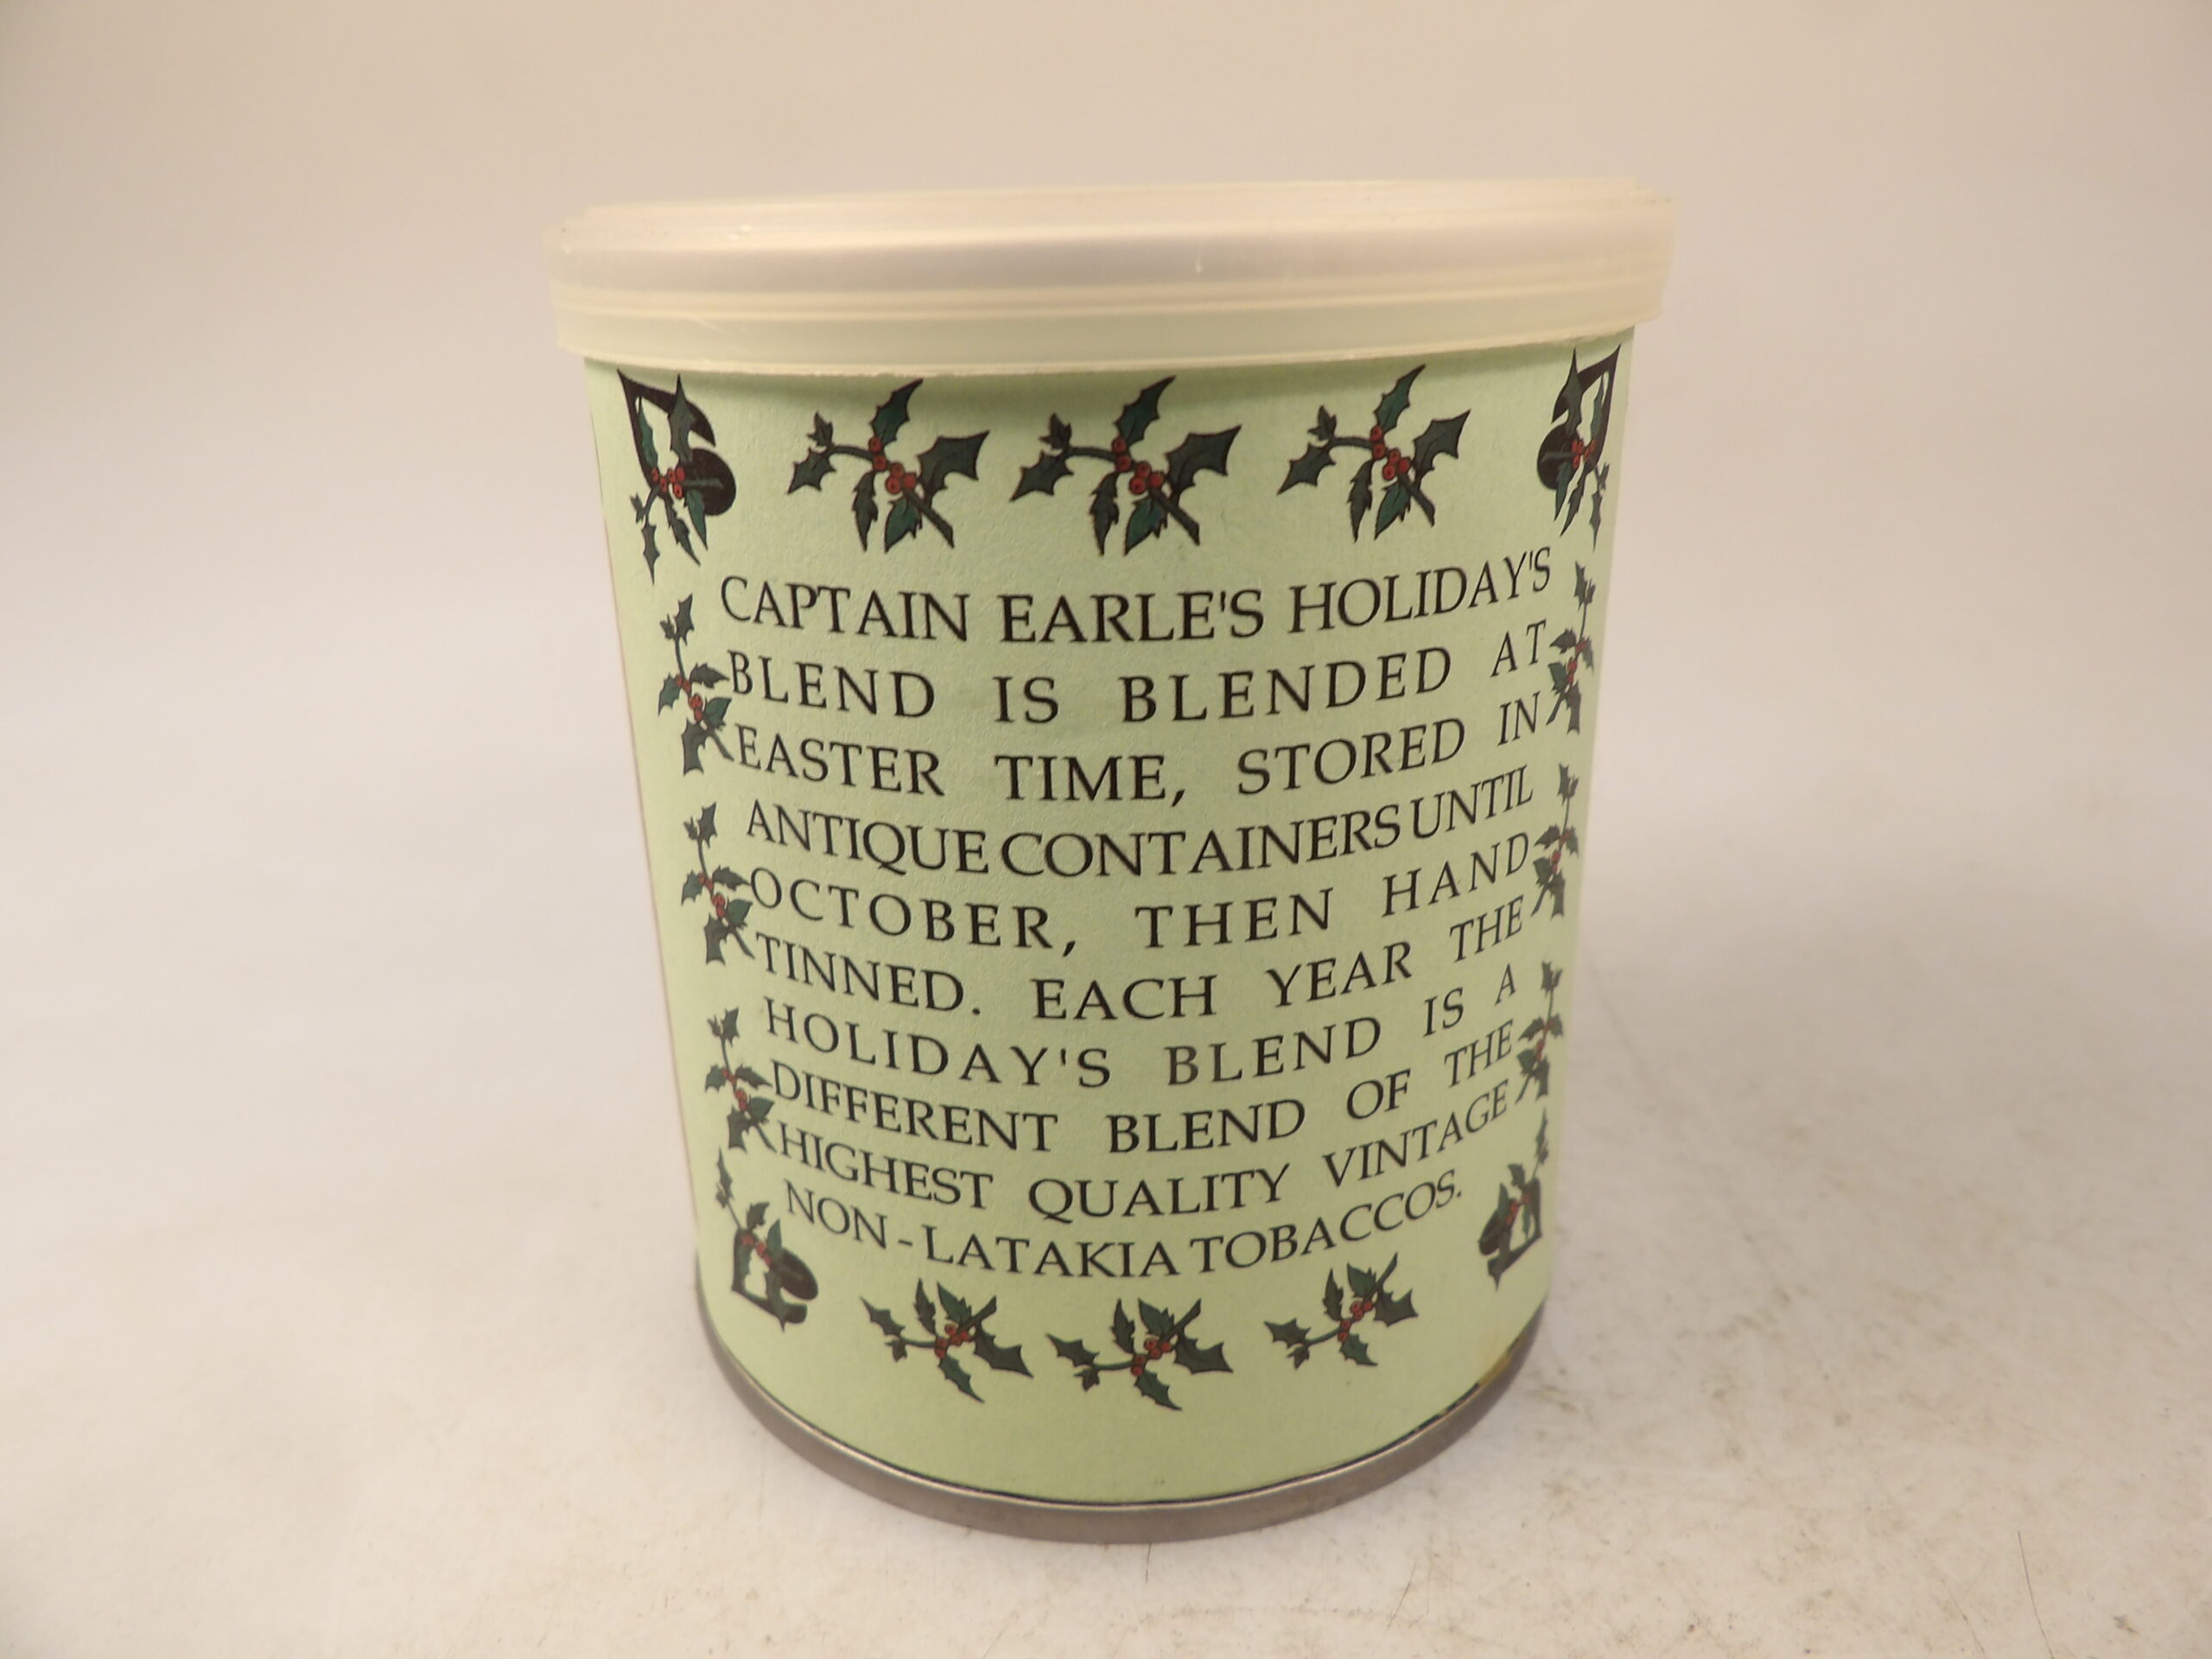 CAPTAIN EARLE'S HOLIDAY'S
BLEND IS BLENDED AT
EASTER TIME, STORED IN
ANTIQUE CONTAINERS UNTIL
OCTOBER, THEN HAND
TINNED. EACH YEAR THE
HOLIDAY'S BLEND IS A
DIFFERENT BLEND OF THE
HIGHEST QUALITY VINTAGE
NON-LATAKIA TOBACCOS.